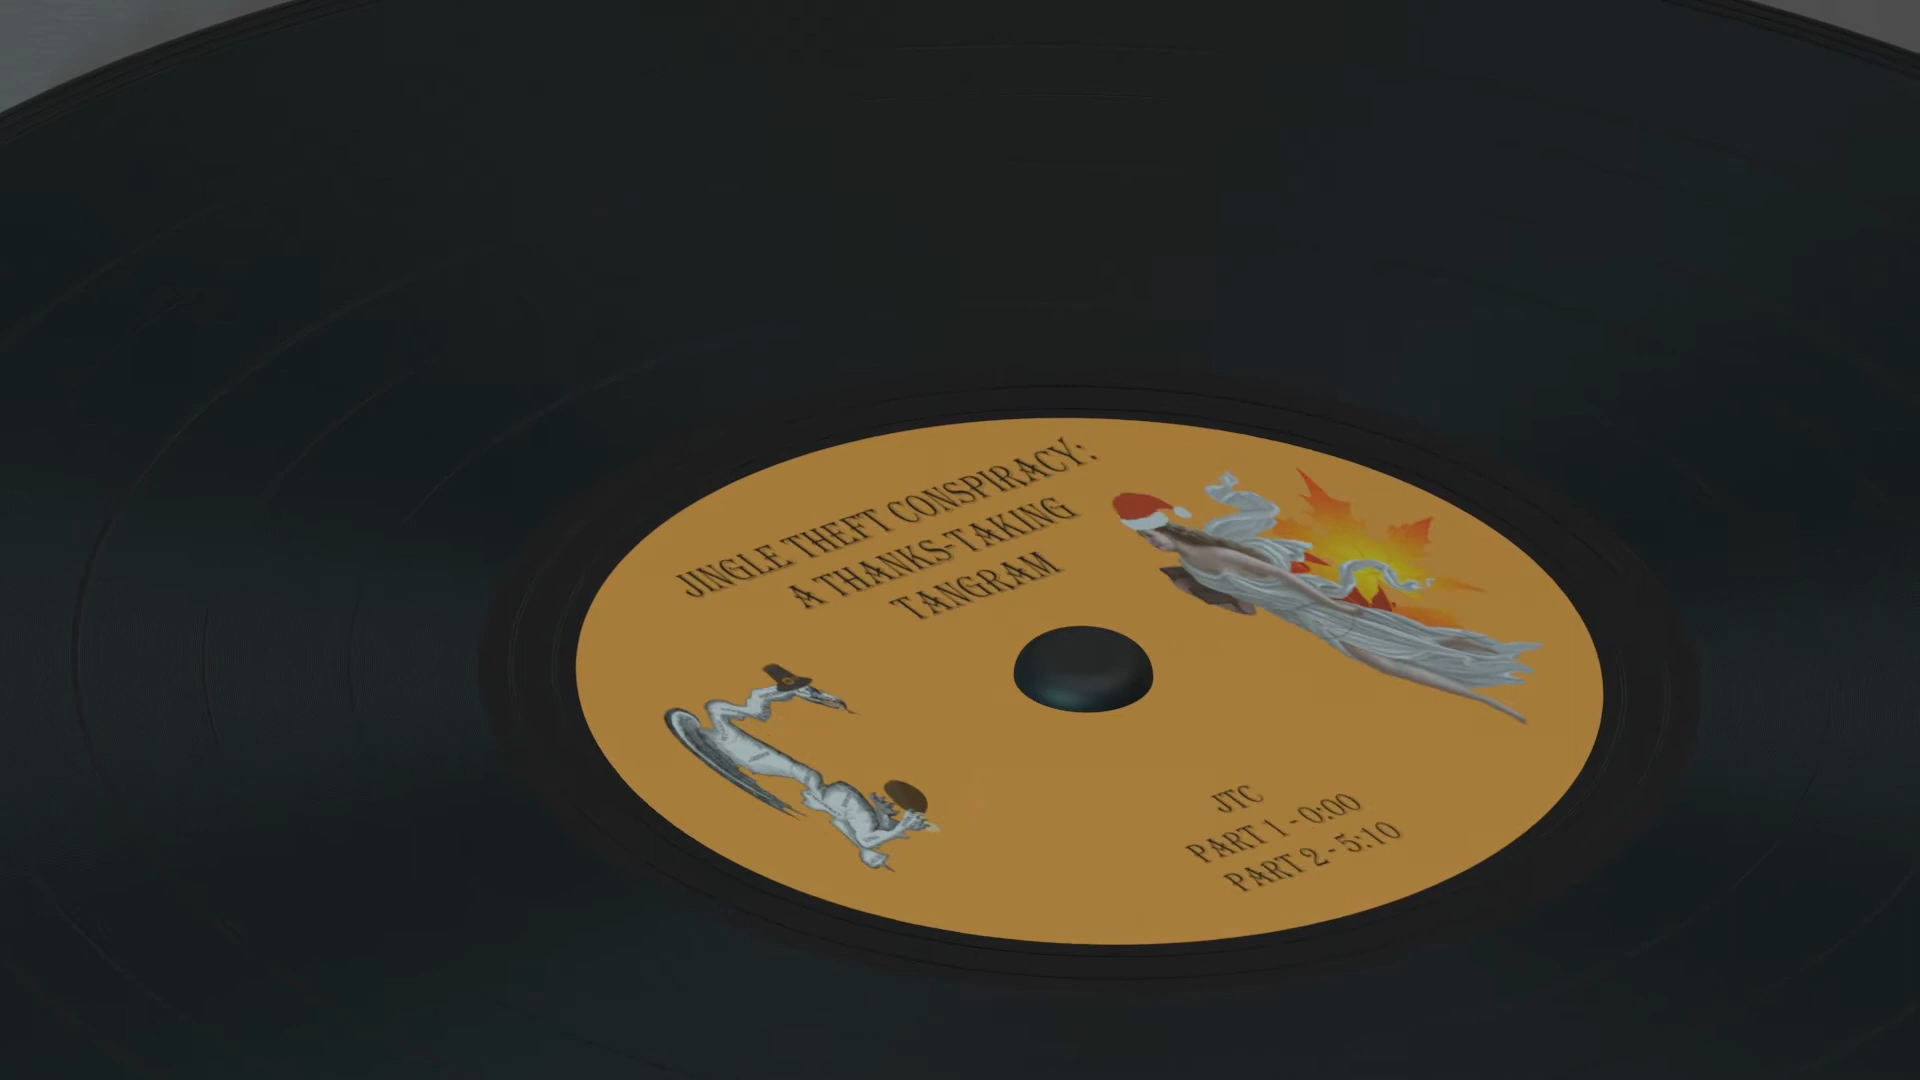 JINGLE THEFT CONSPIRACY:
A THANKS-TAKING
TANGRAM
JTC
PART 1 - 0:00
PART 2 - 5:10